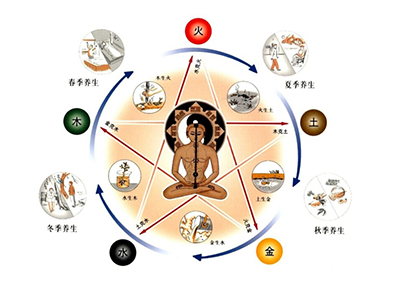 火
春季养生
夏季养生
木生火
水克火
火生土
木
金克木
木克土
土
水生木
土生金
冬季养生
土克水
金生水
火克金
秋季养生
水
金